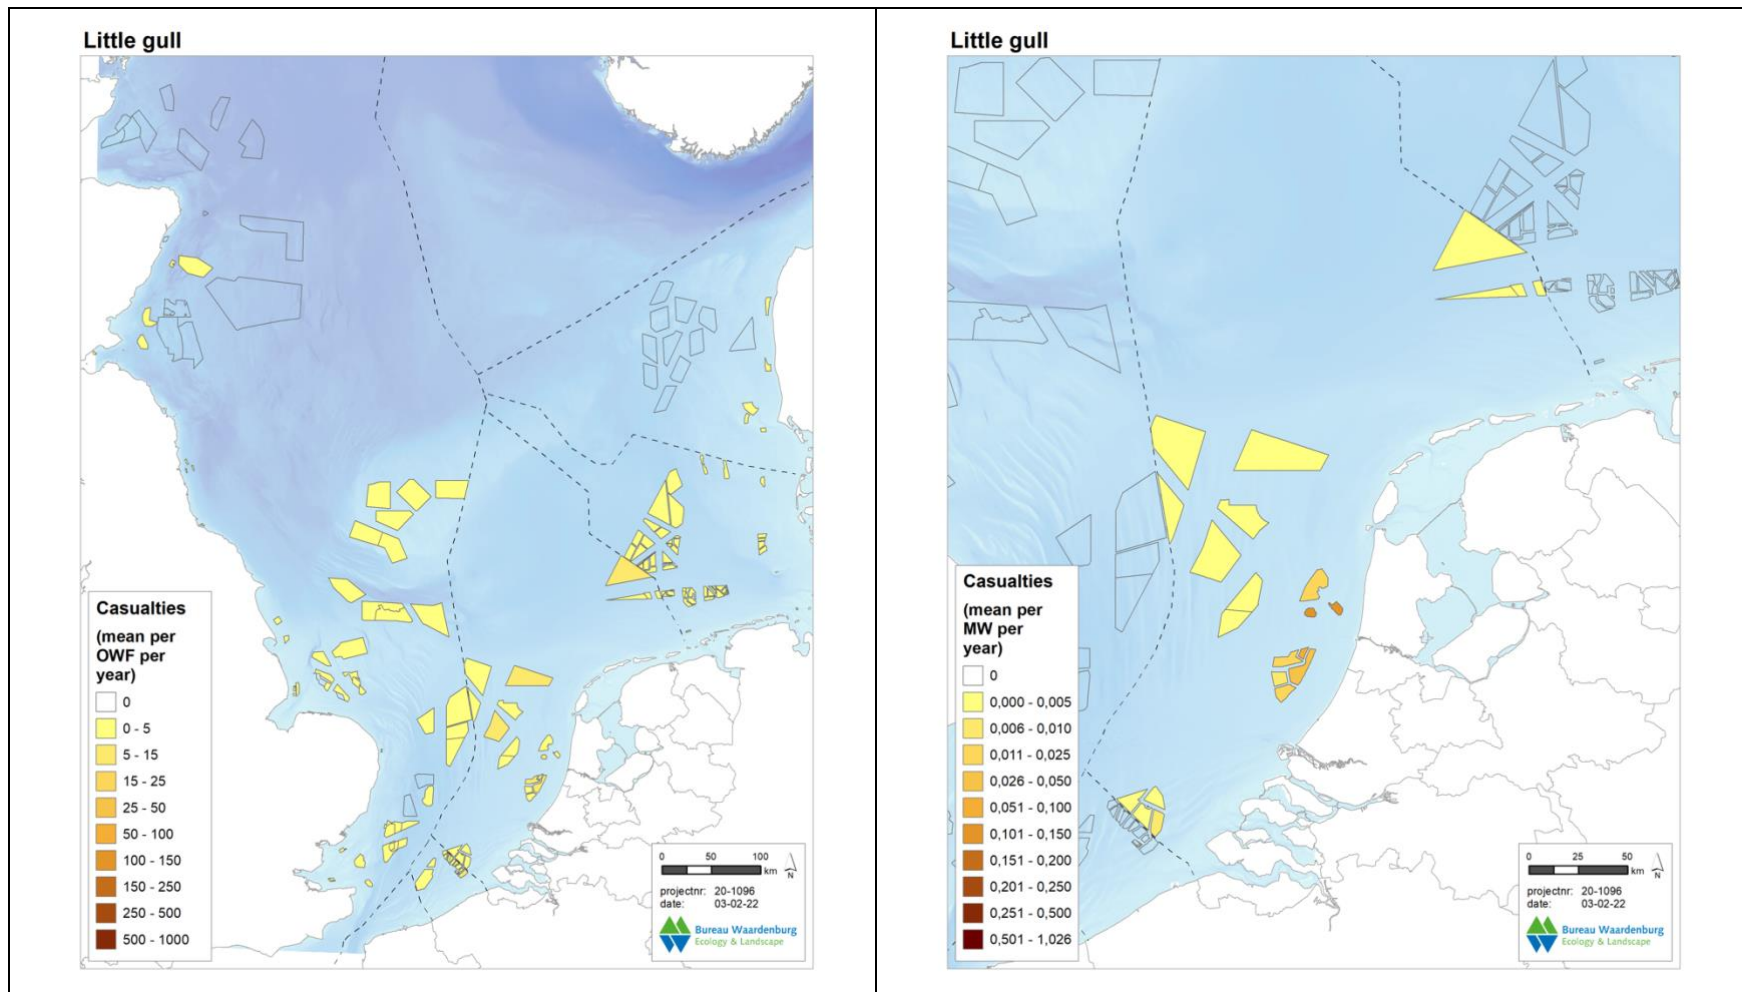 Little gull
Casualties
(mean per
OWF per
year)
0
0 - 5
5 - 15
15 - 25
25 - 50
50 - 100
100 - 150
150 - 250
250 - 500
500 - 1000
0 50 100
km
N
projectnr: 20-1096
date: 03-02-22
Bureau Waardenburg
Ecology & Landscape
Little gull
Casualties
(mean per
MW per
year)
0
0,000 - 0,005
0,006 - 0,010
0,011 - 0,025
0,026 - 0,050
0,051 - 0,100
0,101 - 0,150
0,151 - 0,200
0,201 - 0,250
0,251 - 0,500
0,501 - 1,026
0 25 50
km
N
projectnr: 20-1096
date: 03-02-22
Bureau Waardenburg
Ecology & Landscape